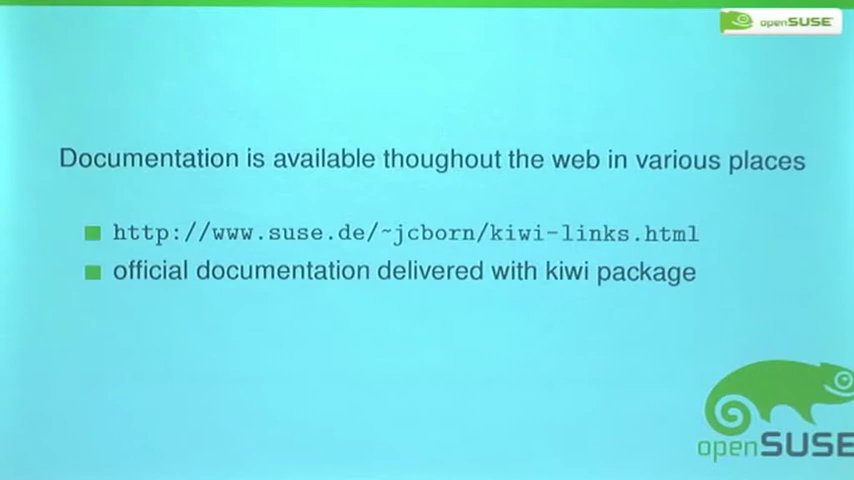 openSUSE
Documentation is available thoughout the web in various places
http://www.suse.de/~jcborn/kiwi-links.html
official documentation delivered with kiwi package
openSUSE